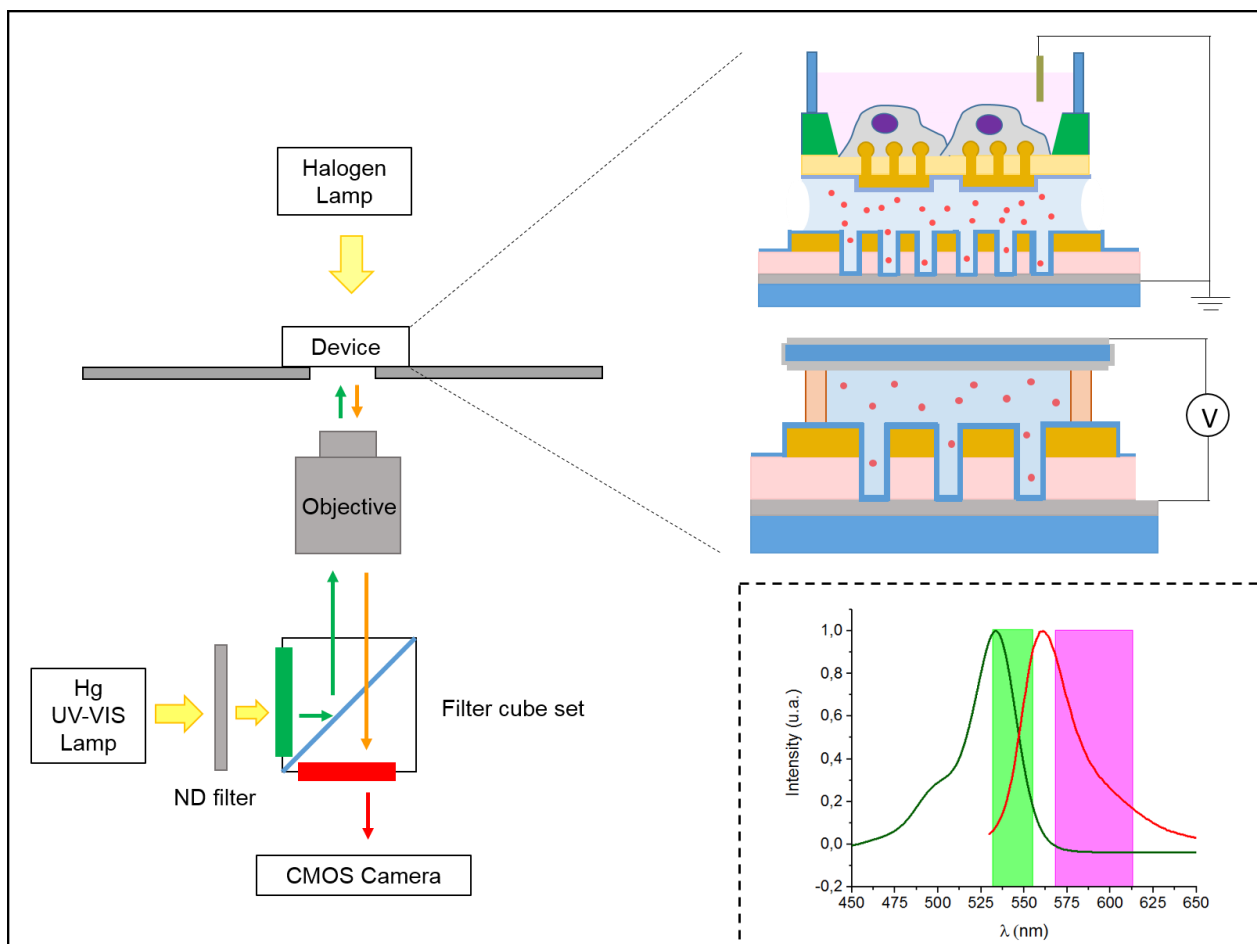 Halogen
Lamp
Device
Objective
Hg
UV-VIS
Lamp
ND filter
Filter cube set
CMOS Camera
V
1,0
0,8
0,6
0,4
0,2
0,0
-0,2
Intensity (u.a.)
450 475 500 525 550 575 600 625 650
λ (nm)